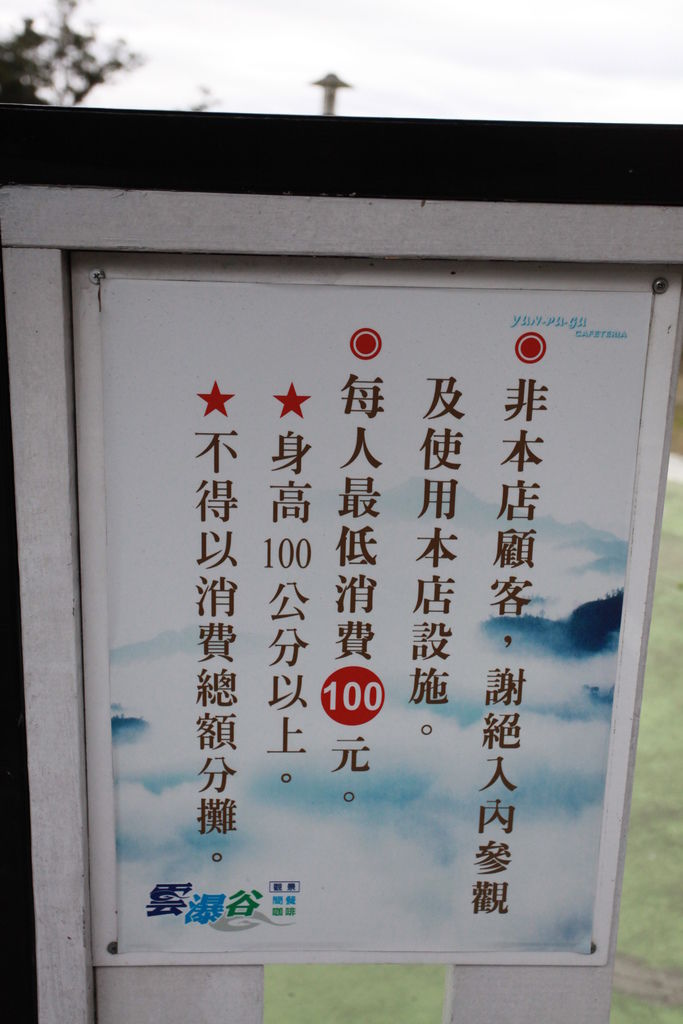 YUN-PU-GU
CAFETERIA
非本店顧客，謝絕入內參觀
及使用本店設施。
每人最低消費100元。
★身高100公分以上。
★不得以消費總額分攤。
雲瀑谷
觀景
簡餐
咖啡